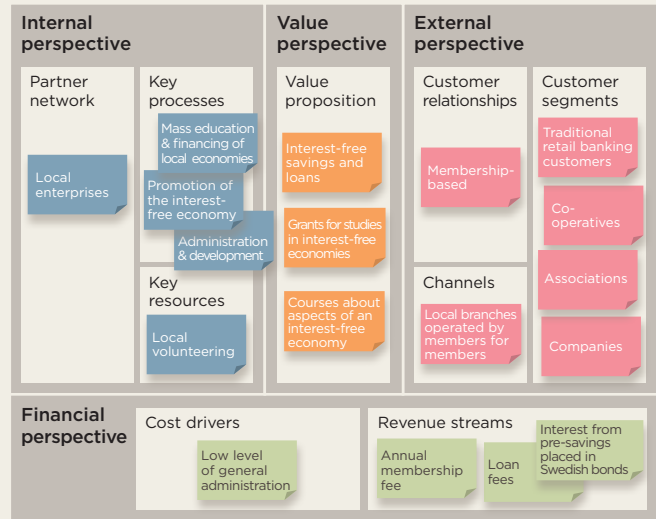 Internal
perspective
Partner
network
Local
enterprises
Key
processes
Mass education
& financing of
local economies
Promotion of
the interest-
free economy
Administration
& development
Key
resources
Local
volunteering
Value
perspective
Value
proposition
Interest-free
savings and
loans
Grants for studies
in interest-free
economies
Courses about
aspects of an
interest-free
economy
External
perspective
Customer
relationships
Membership-
based
Channels
Local branches
operated by
members for
members
Customer
segments
Traditional
retail banking
customers
Co-
operatives
Associations
Companies
Financial
perspective
Cost drivers
Low level
of general
administration
Revenue streams
Annual
membership
fee
Loan
fees
Interest from
pre-savings
placed in
Swedish bonds